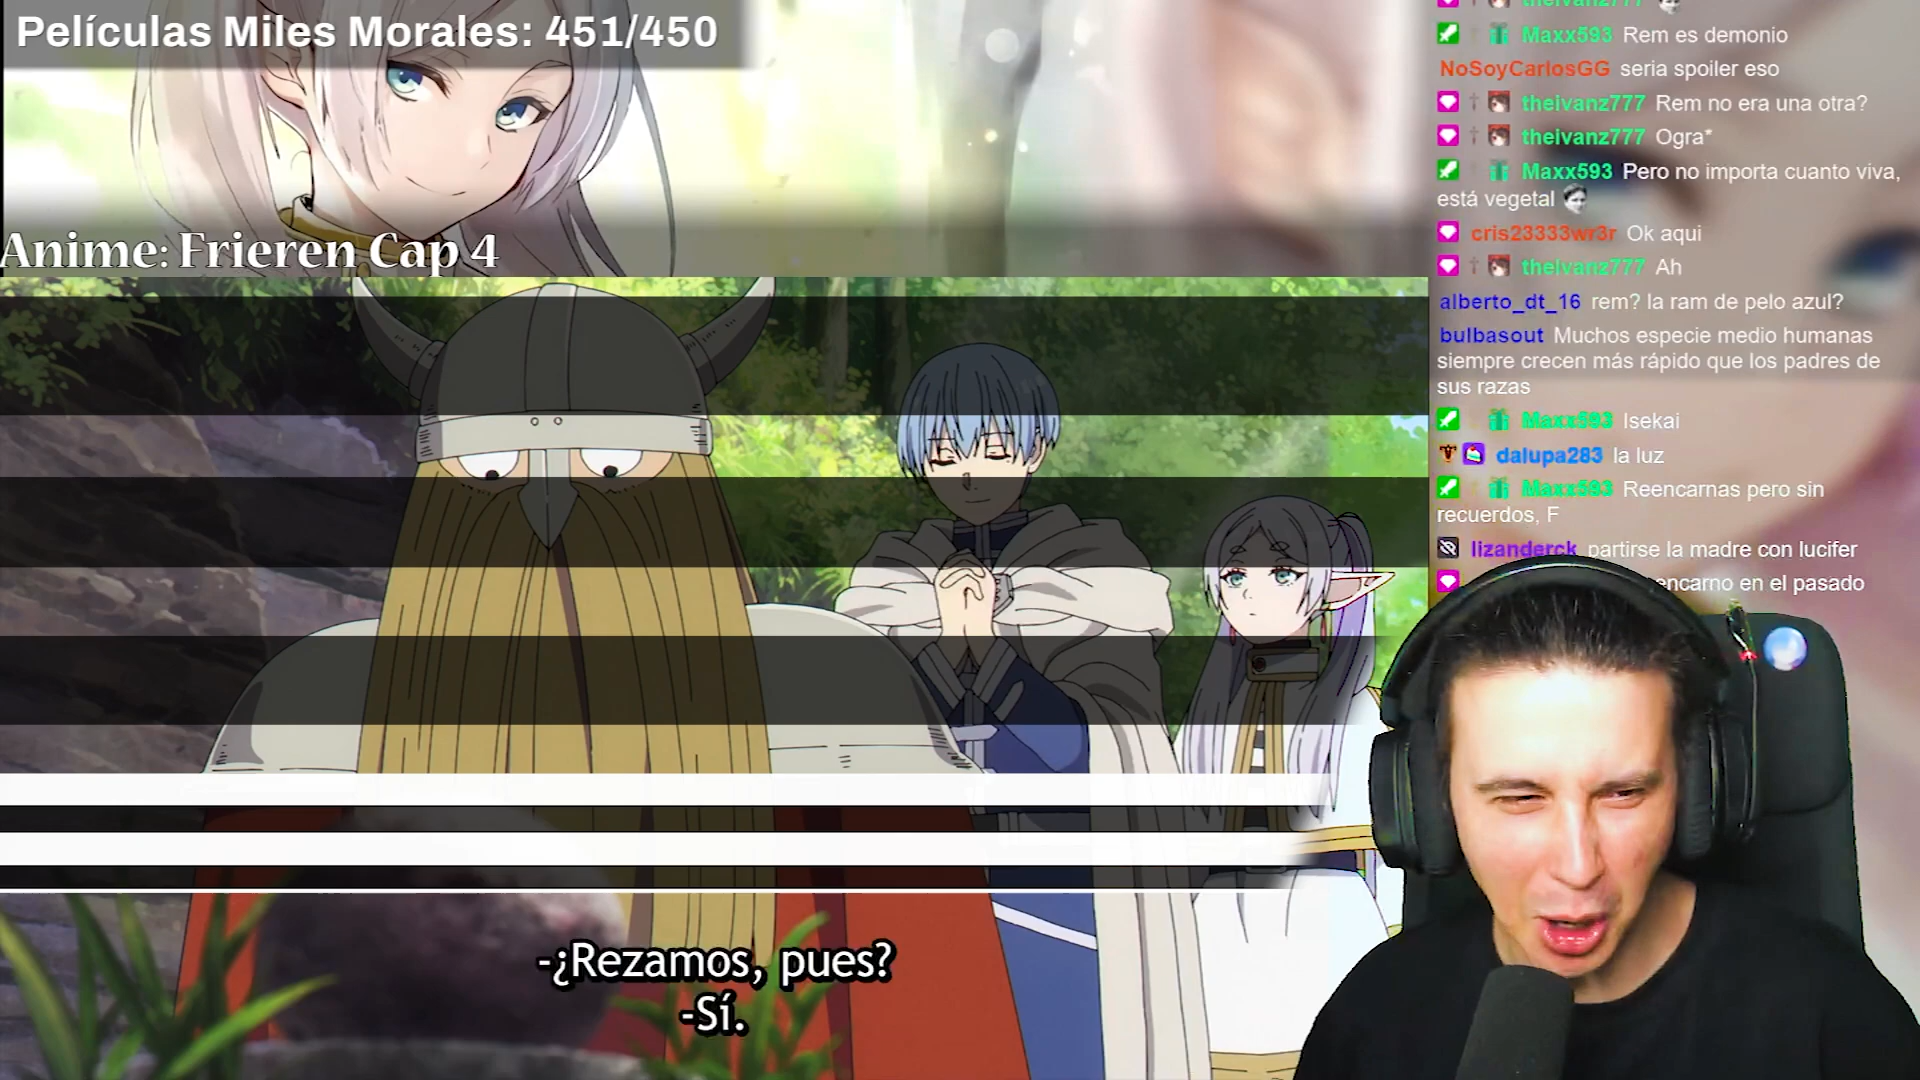 Películas Miles Morales: 451/450
Anime: Frieren Cap 4
-¿Rezamos, pues?
-Sí.
theivanz777
Maxx593 Rem es demonio
NoSoyCarlosGG seria spoiler eso
theivanz777 Rem no era una otra?
theivanz777 Ogra*
Maxx593 Pero no importa cuanto viva,
está vegetal
cris23333wr3r Ok aqui
theivanz777 Ah
alberto_dt_16 rem? la ram de pelo azul?
bulbasout Muchos especie medio humanas
siempre crecen más rápido que los padres de
sus razas
Maxx593 Isekai
dalupa283 la luz
Maxx593 Reencarnas pero sin
recuerdos, F
lizanderck partirse la madre con lucifer
en el pasado